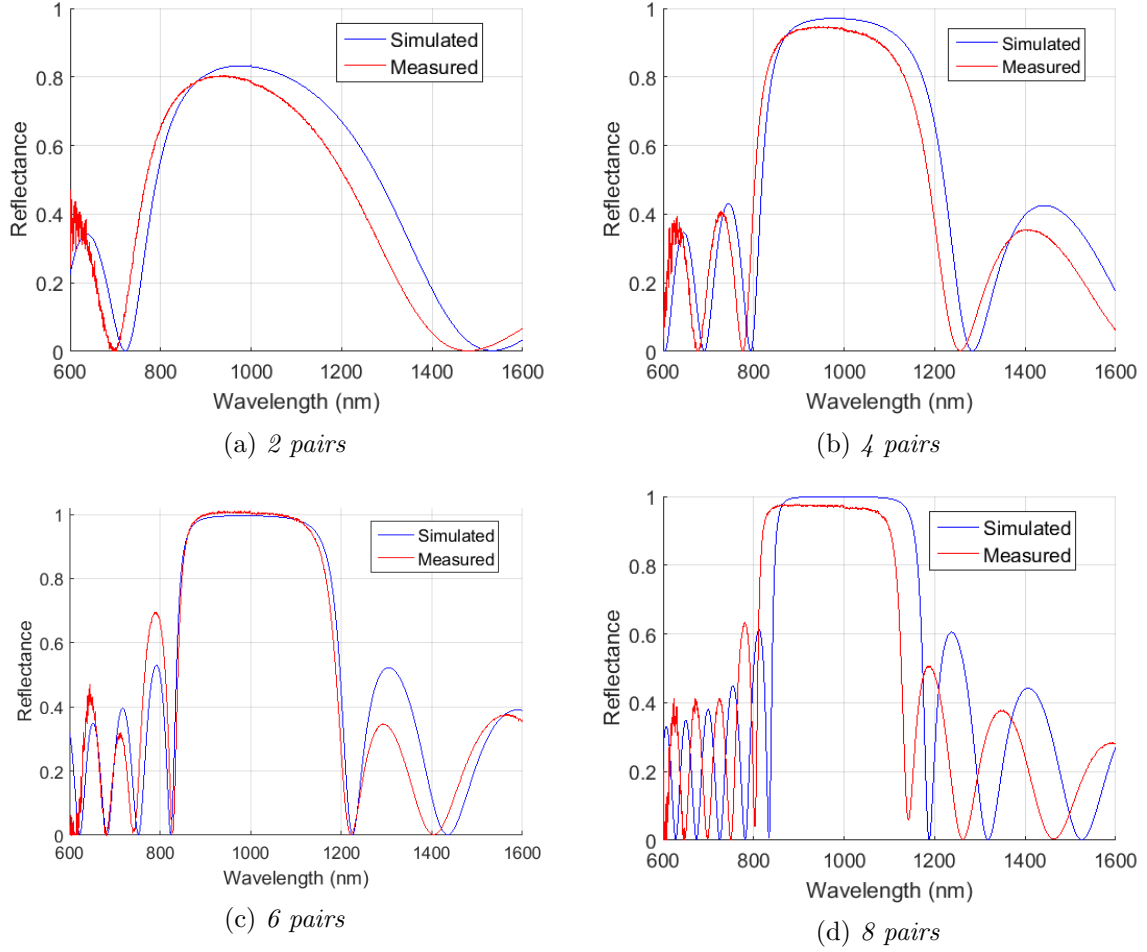 1
0.8
0.6
0.4
0.2
0
Reflectance
Simulated
Measured
600 800 1000 1200 1400 1600
Wavelength (nm)
(a) 2 pairs
1
0.8
0.6
0.4
0.2
0
Reflectance
Simulated
Measured
600 800 1000 1200 1400 1600
Wavelength (nm)
(b) 4 pairs
1
0.8
0.6
0.4
0.2
0
Reflectance
Simulated
Measured
600 800 1000 1200 1400 1600
Wavelength (nm)
(c) 6 pairs
1
0.8
0.6
0.4
0.2
0
Reflectance
Simulated
Measured
600 800 1000 1200 1400 1600
Wavelength (nm)
(d) 8 pairs